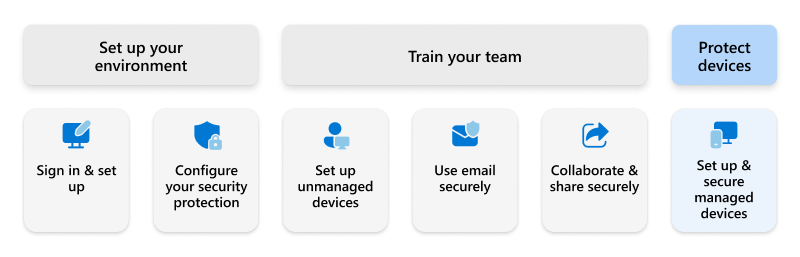 Set up your
environment
Train your team
Protect
devices
Sign in & set
up
Configure
your security
protection
Set up
unmanaged
devices
Use email
securely
Collaborate &
share securely
Set up &
secure
managed
devices